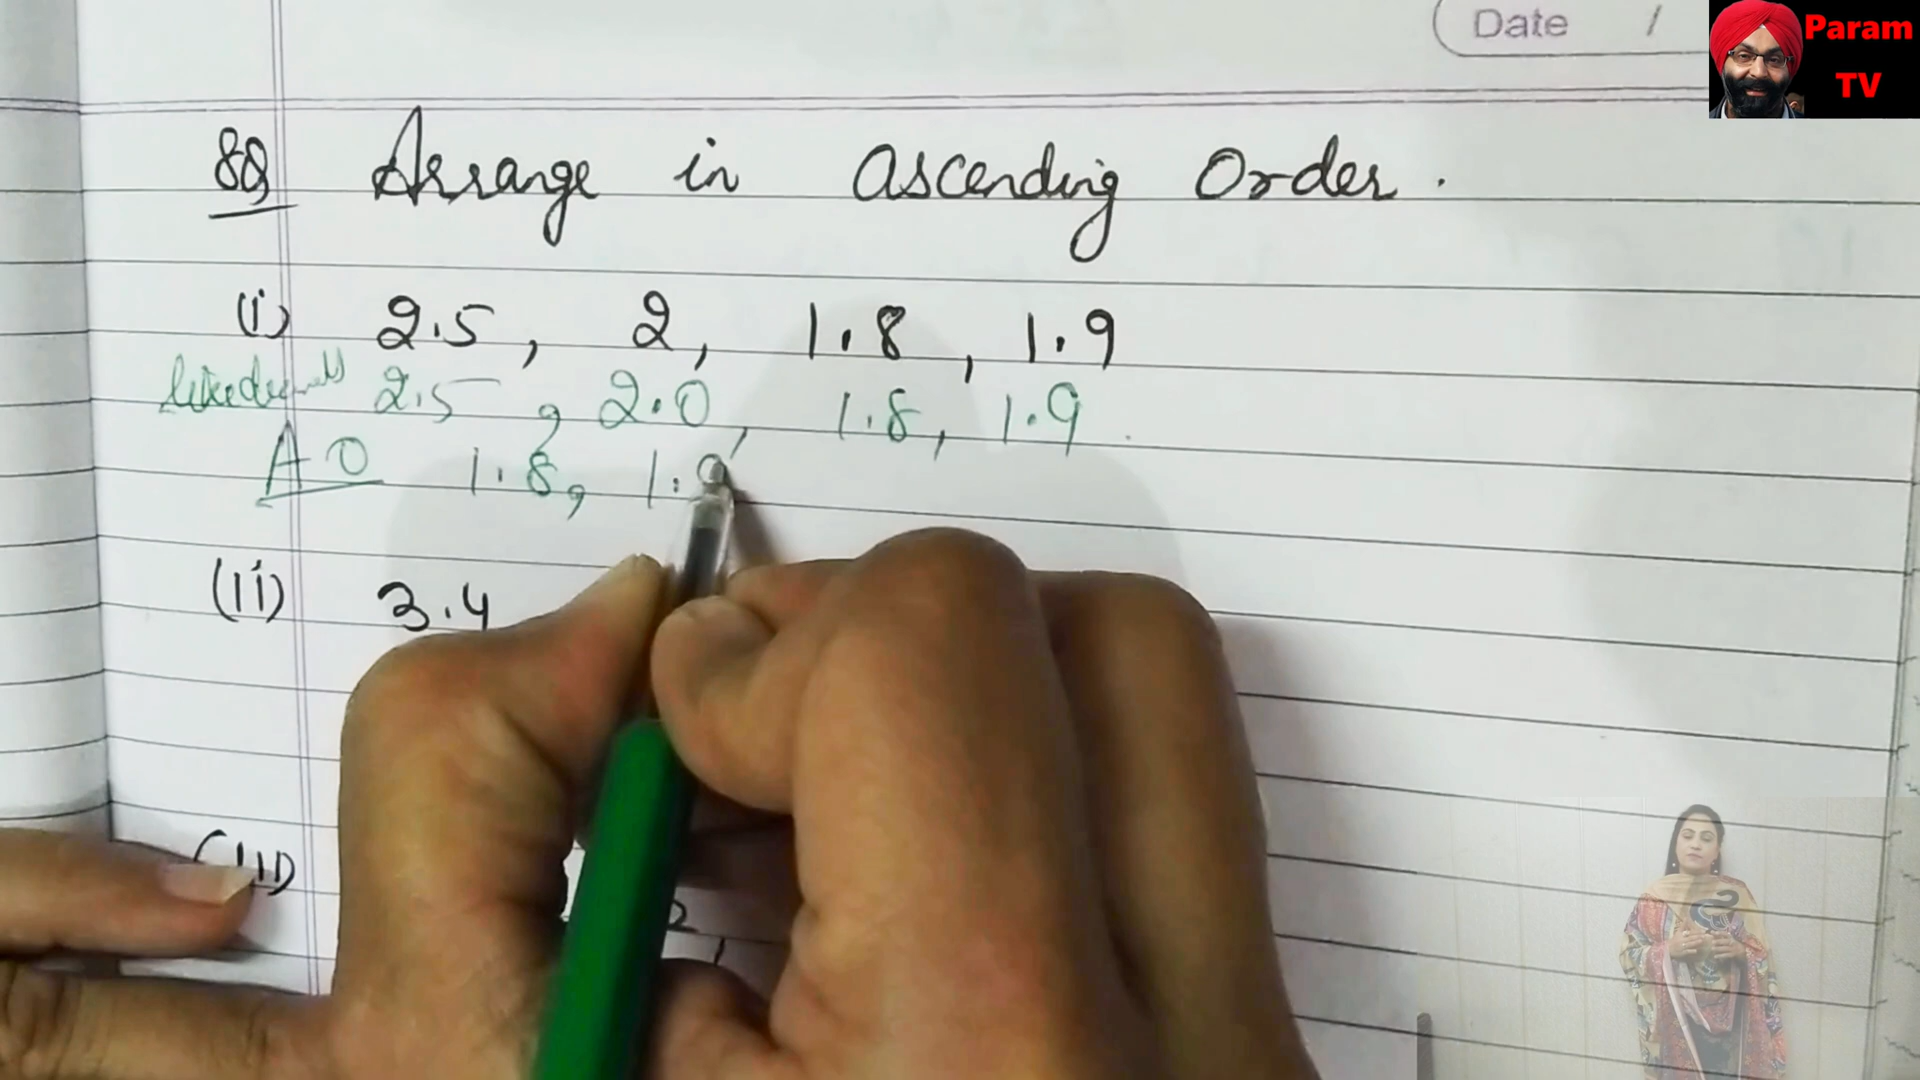 Date /
Param
TV
8Q Arrange in ascending Order.
(i) 2.5, 2, 1.8, 1.9
2.5, 2.0, 1.8, 1.9
AO 1.8, 1.9
(ii) 3.4
(iii)